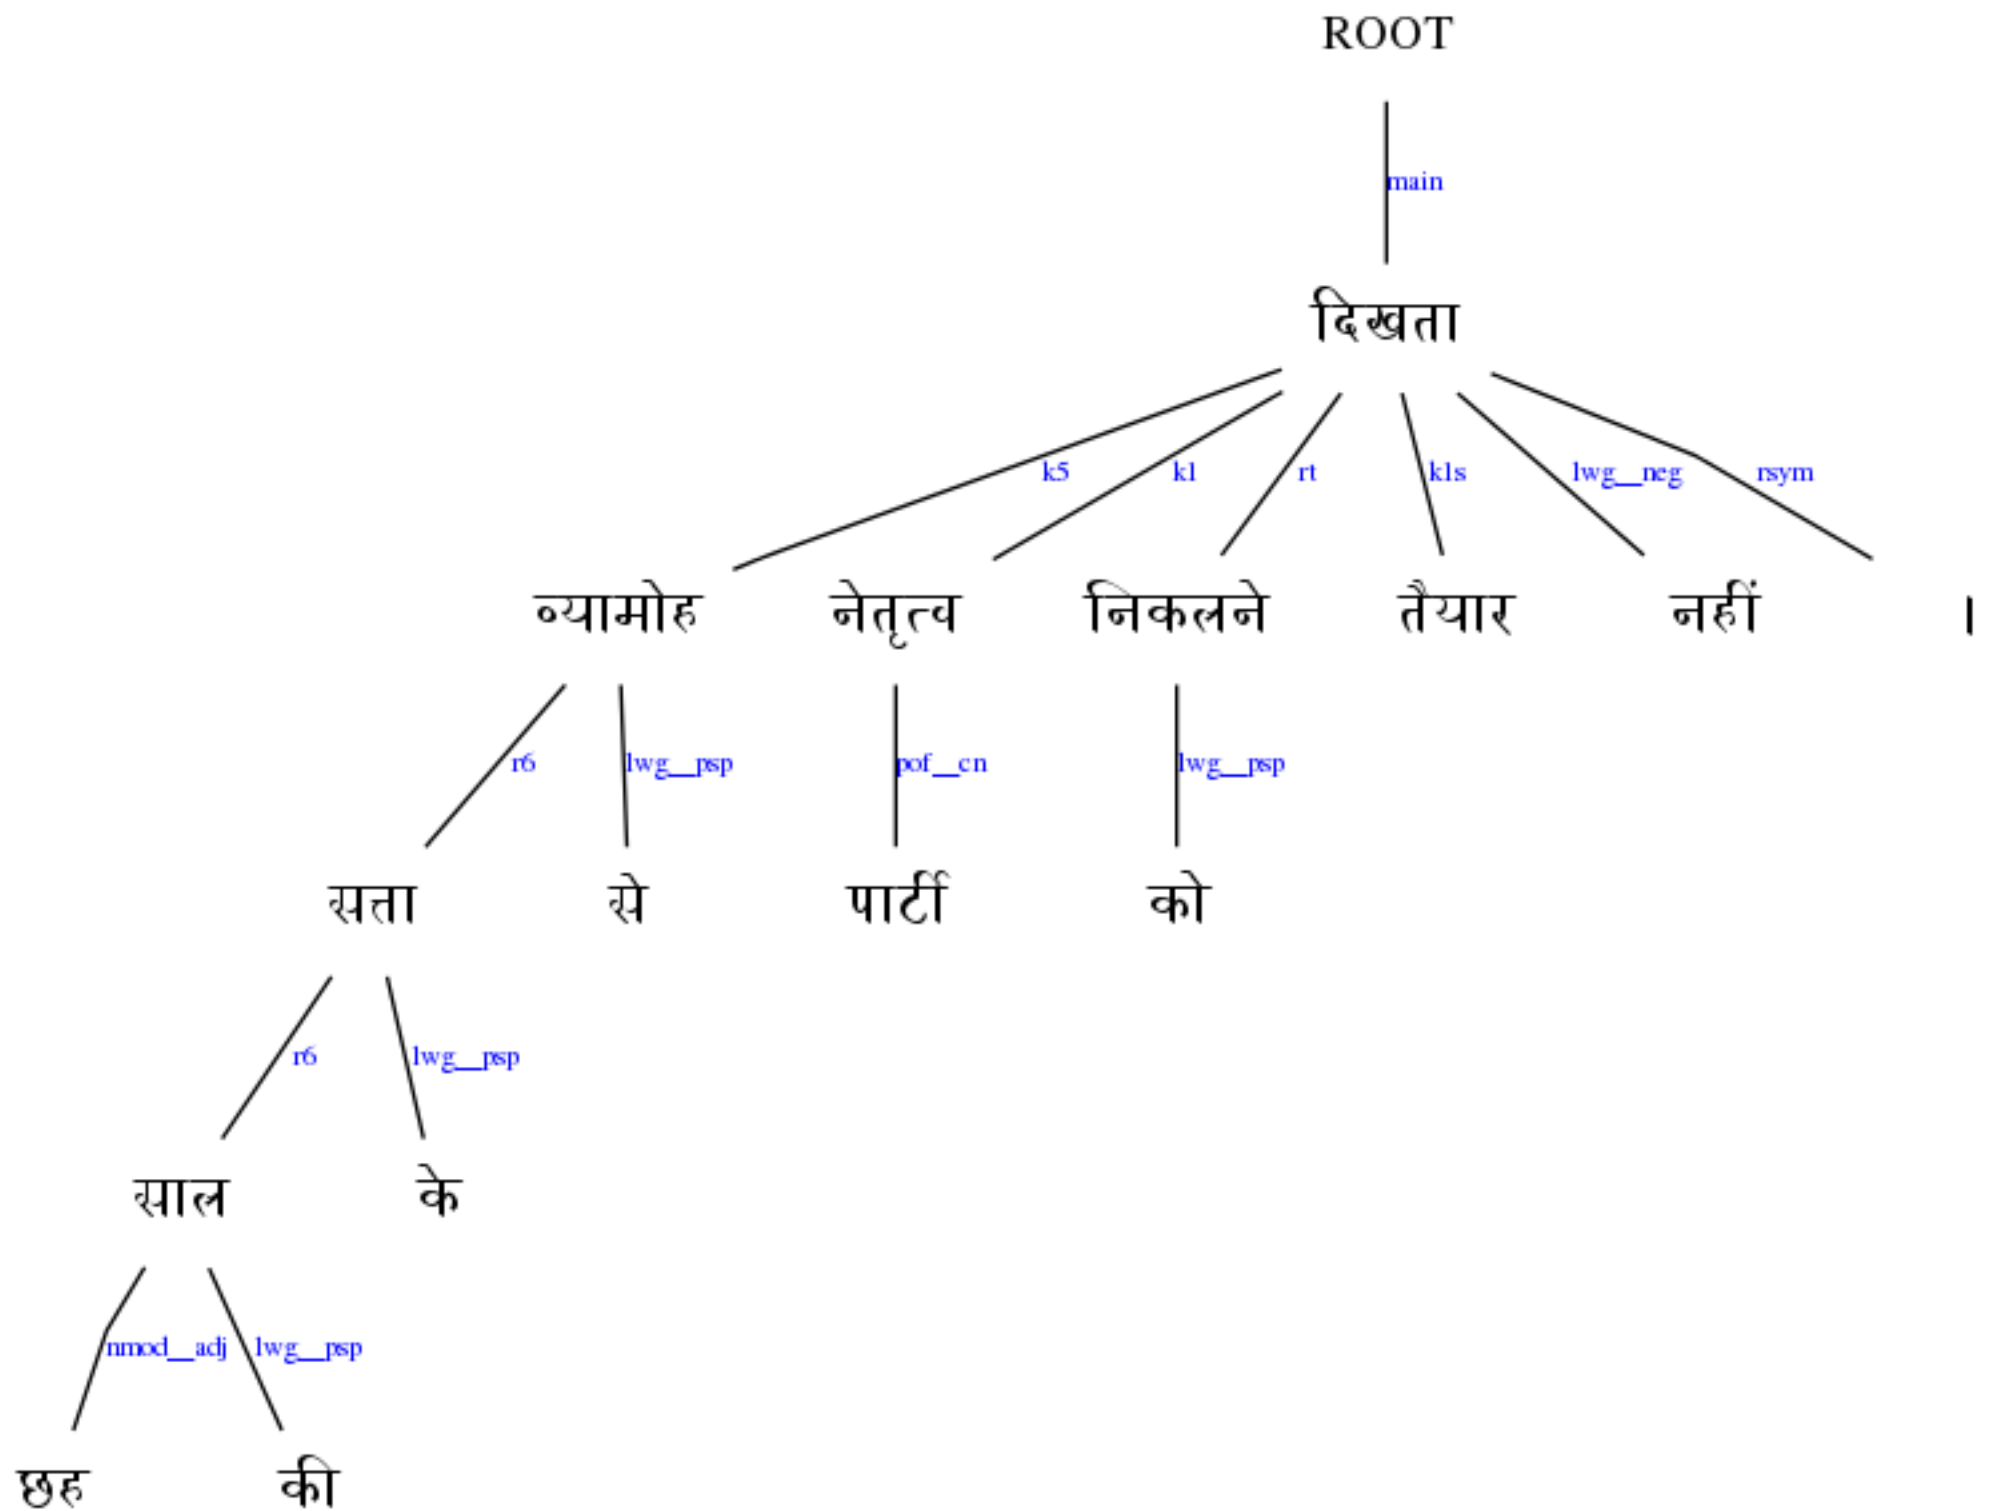 ROOT
main
दिखता
k5 k1 rt k1s lwg__neg rsym
व्यामोह नेतृत्व निकलने तैयार नहीं ।
r6 lwg__psp pof__cn lwg__psp
सत्ता से पार्टी को
r6 lwg__psp
साल के
nmod__adj lwg__psp
छह की